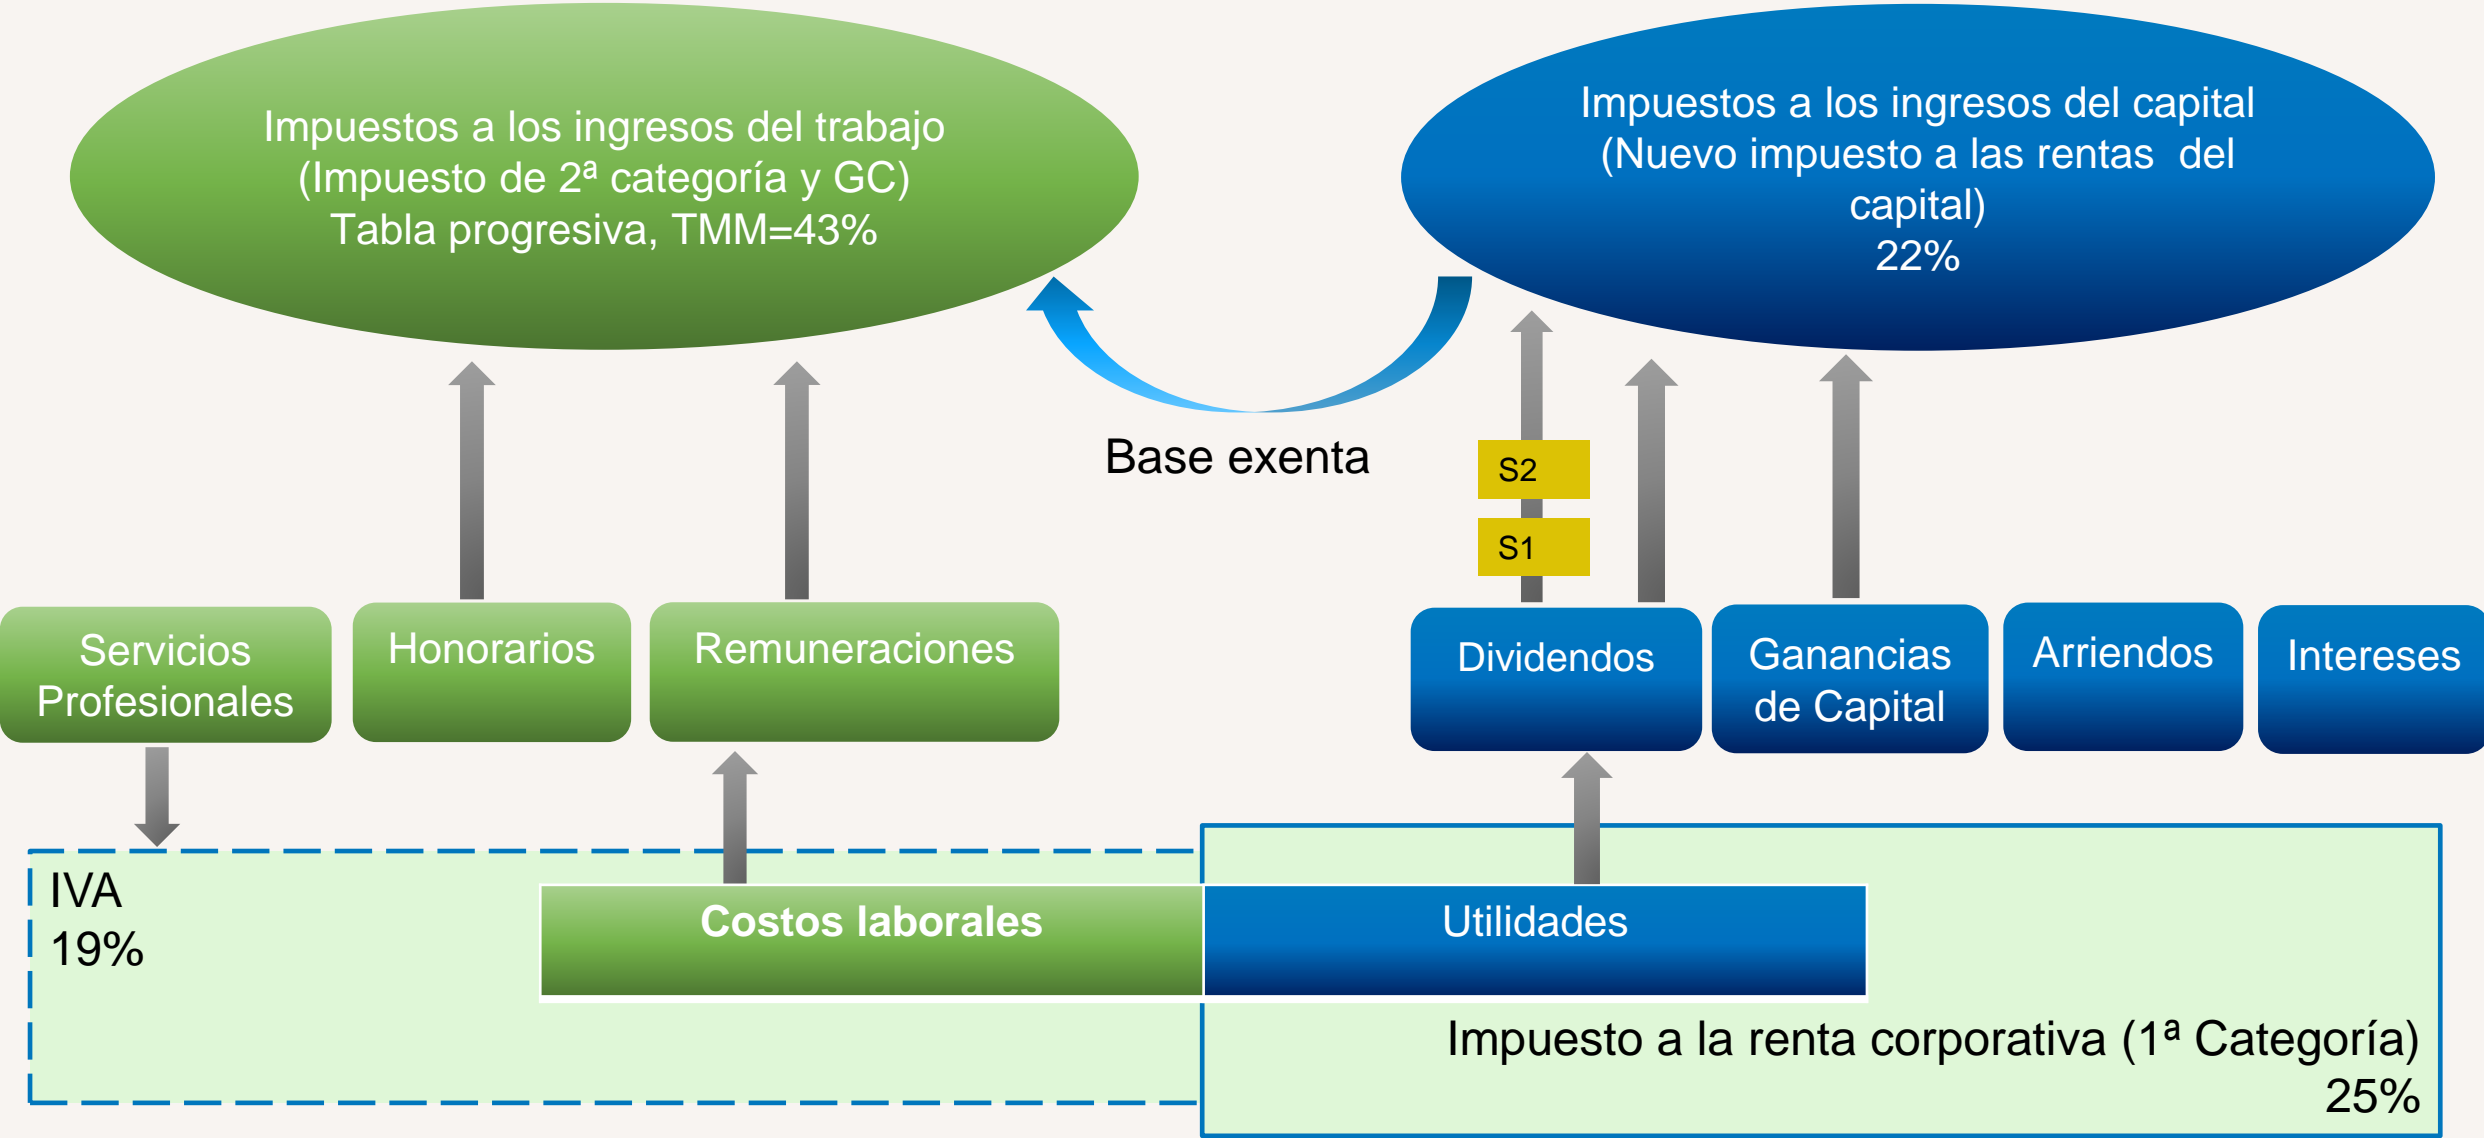 Impuestos a los ingresos del trabajo
(Impuesto de 2ª categoría y GC)
Tabla progresiva, TMM=43%
Impuestos a los ingresos del capital
(Nuevo impuesto a las rentas  del
capital)
22%
Base exenta
S2
S1
Servicios
Profesionales
Honorarios
Remuneraciones
Dividendos
Ganancias
de Capital
Arriendos
Intereses
IVA
19%
Costos laborales
Utilidades
Impuesto a la renta corporativa (1ª Categoría)
25%